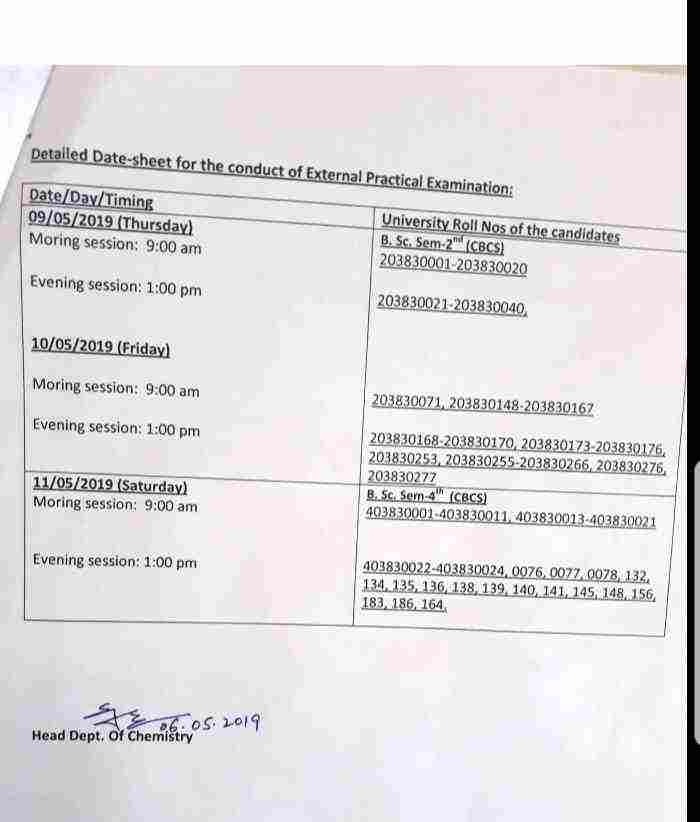 Detailed Date-sheet for the conduct of External Practical Examination:
Date/Day/Timing
University Roll Nos of the candidates
09/05/2019 (Thursday)
B. Sc. Sem-2nd (CBCS)
Moring session: 9:00 am
203830001-203830020
Evening session: 1:00 pm
203830021-203830040,
10/05/2019 (Friday)
Moring session: 9:00 am
203830071, 203830148-203830167
Evening session: 1:00 pm
203830168-203830170, 203830173-203830176,
203830253, 203830255-203830266, 203830276,
203830277
11/05/2019 (Saturday)
B. Sc. Sem-4th (CBCS)
Moring session: 9:00 am
403830001-403830011, 403830013-403830021
Evening session: 1:00 pm
403830022-403830024, 0076, 0077, 0078, 132,
134, 135, 136, 138, 139, 140, 141, 145, 148, 156,
183, 186, 164,
06.05.2019
Head Dept. Of Chemistry